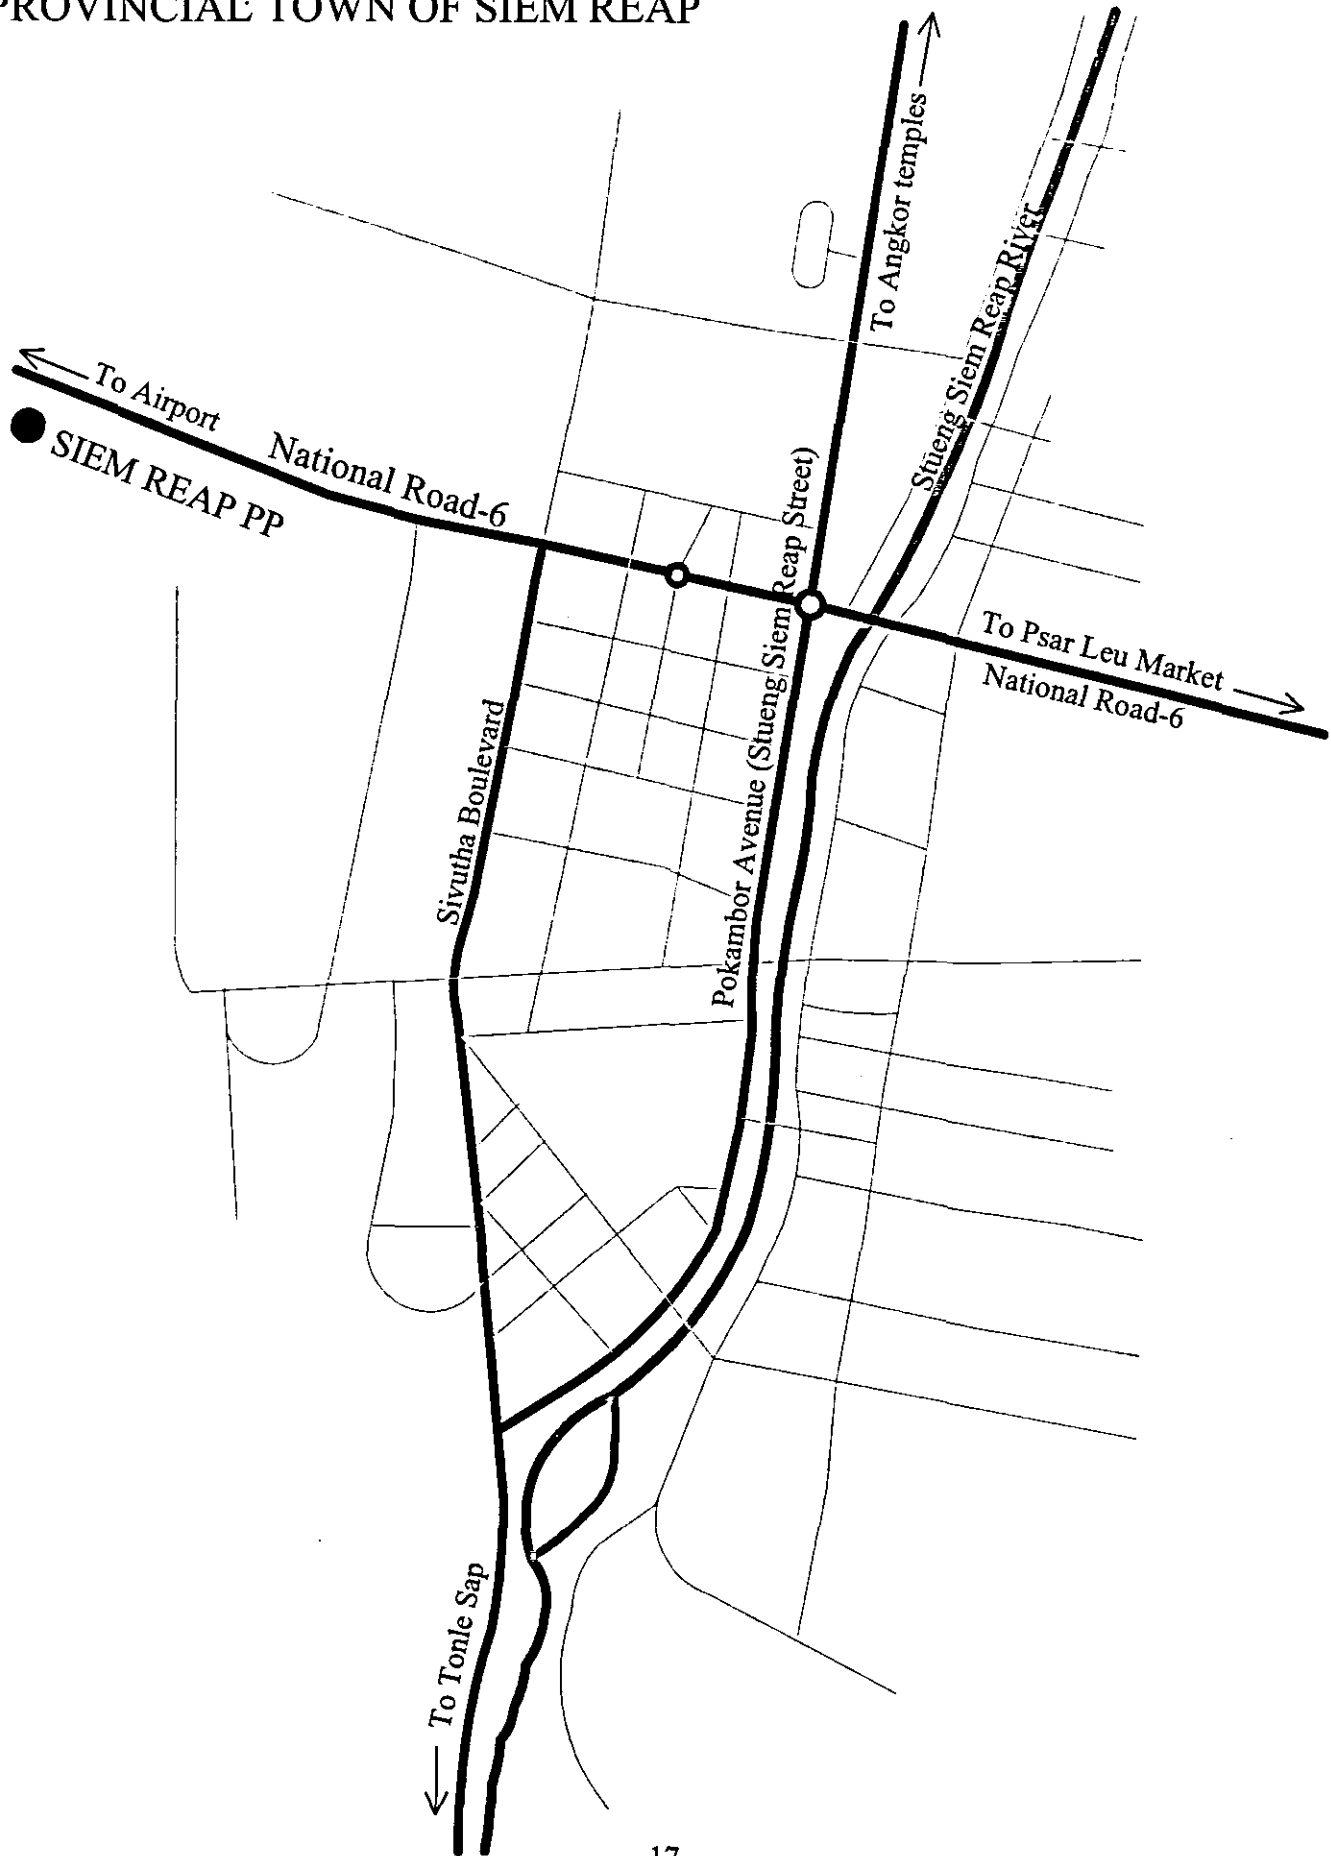 PROVINCIAL TOWN OF SIEM REAP
To Angkor temples
Stueng Siem Reap River
To Airport
National Road-6
SIEM REAP PP
Pokambor Avenue (Stueng Siem Reap Street)
To Psar Leu Market
National Road-6
Sivutha Boulevard
To Tonle Sap
17